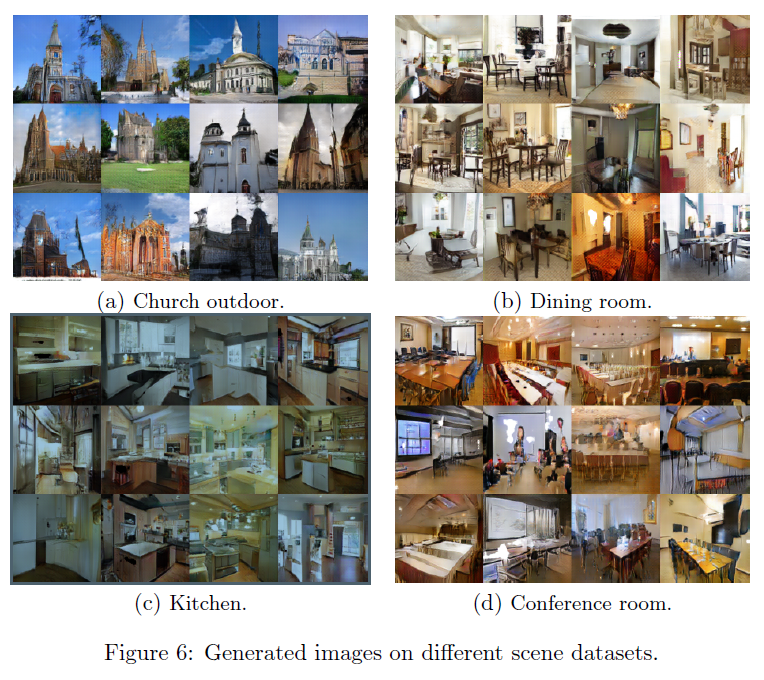 (a) Church outdoor.
(b) Dining room.
(c) Kitchen.
(d) Conference room.
Figure 6: Generated images on different scene datasets.